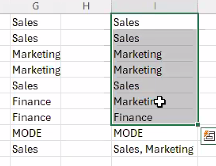 G H I
Sales Sales
Sales Sales
Marketing Marketing
Marketing Marketing
Sales Sales
Finance Marketing
Finance Finance
MODE MODE
Sales Sales, Marketing